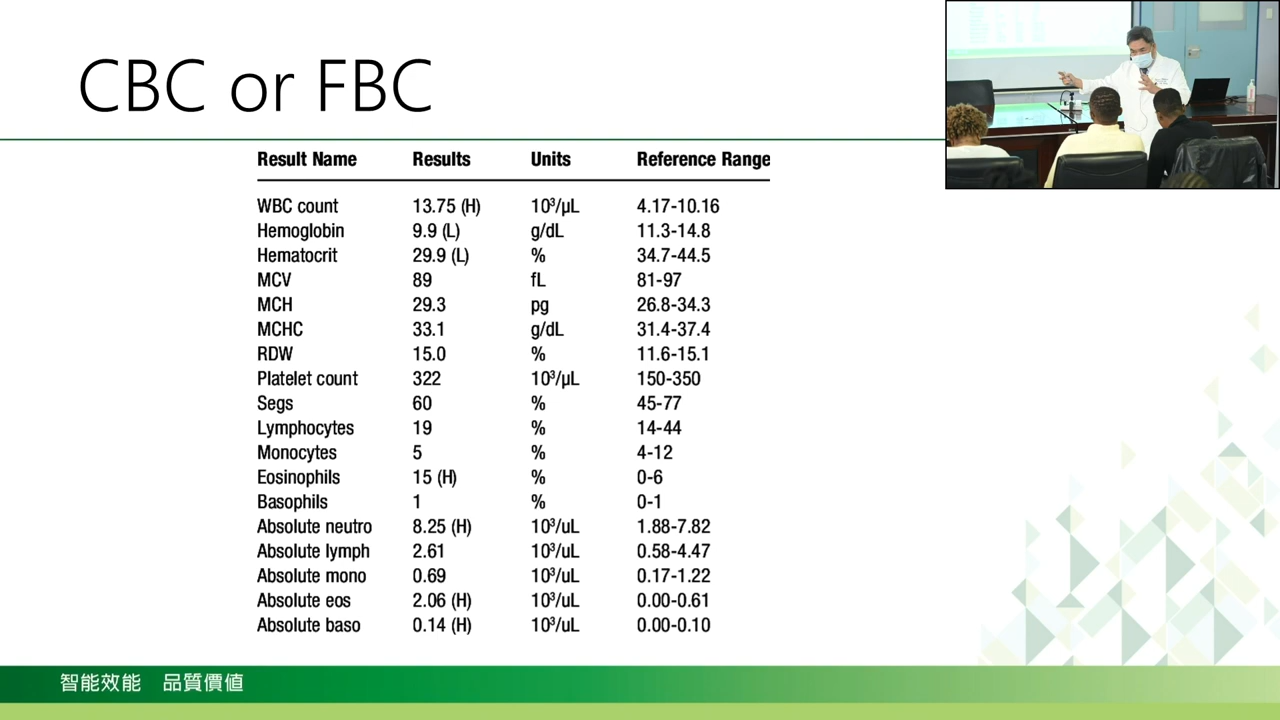 CBC or FBC
Result Name Results Units Reference Range
WBC count 13.75 (H) 10³/µL 4.17-10.16
Hemoglobin 9.9 (L) g/dL 11.3-14.8
Hematocrit 29.9 (L) % 34.7-44.5
MCV 89 fL 81-97
MCH 29.3 pg 26.8-34.3
MCHC 33.1 g/dL 31.4-37.4
RDW 15.0 % 11.6-15.1
Platelet count 322 10³/µL 150-350
Segs 60 % 45-77
Lymphocytes 19 % 14-44
Monocytes 5 % 4-12
Eosinophils 15 (H) % 0-6
Basophils 1 % 0-1
Absolute neutro 8.25 (H) 10³/uL 1.88-7.82
Absolute lymph 2.61 10³/uL 0.58-4.47
Absolute mono 0.69 10³/uL 0.17-1.22
Absolute eos 2.06 (H) 10³/uL 0.00-0.61
Absolute baso 0.14 (H) 10³/uL 0.00-0.10
智能效能 品質價值